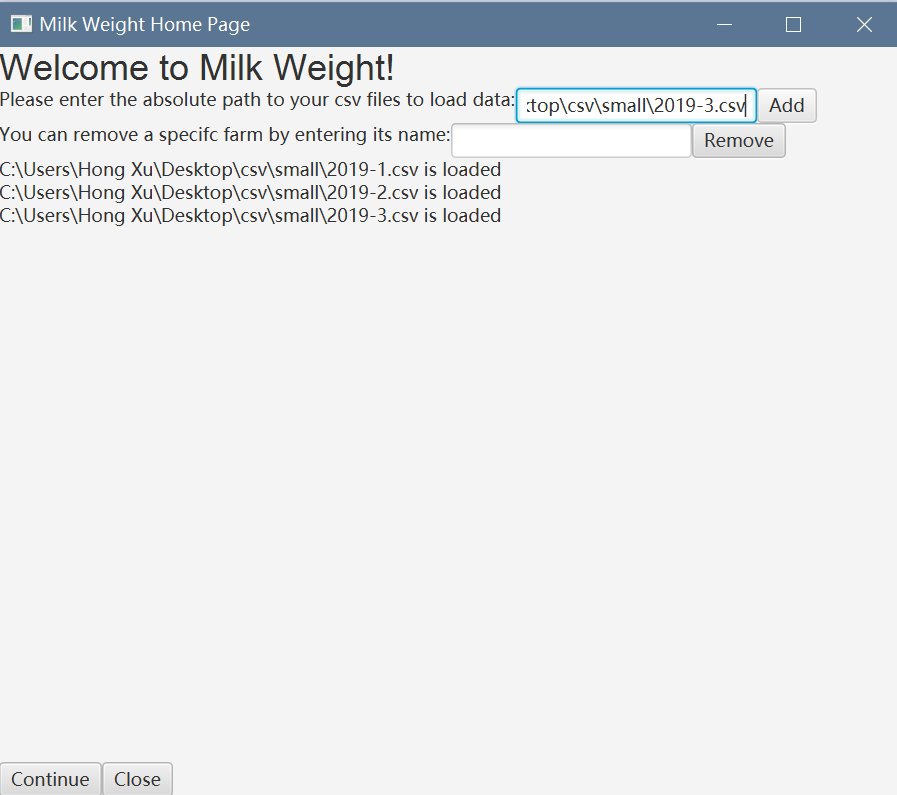 Milk Weight Home Page
Welcome to Milk Weight!
Please enter the absolute path to your csv files to load data: top\csv\small\2019-3.csv Add
You can remove a specifc farm by entering its name: Remove
C:\Users\Hong Xu\Desktop\csv\small\2019-1.csv is loaded
C:\Users\Hong Xu\Desktop\csv\small\2019-2.csv is loaded
C:\Users\Hong Xu\Desktop\csv\small\2019-3.csv is loaded
Continue Close